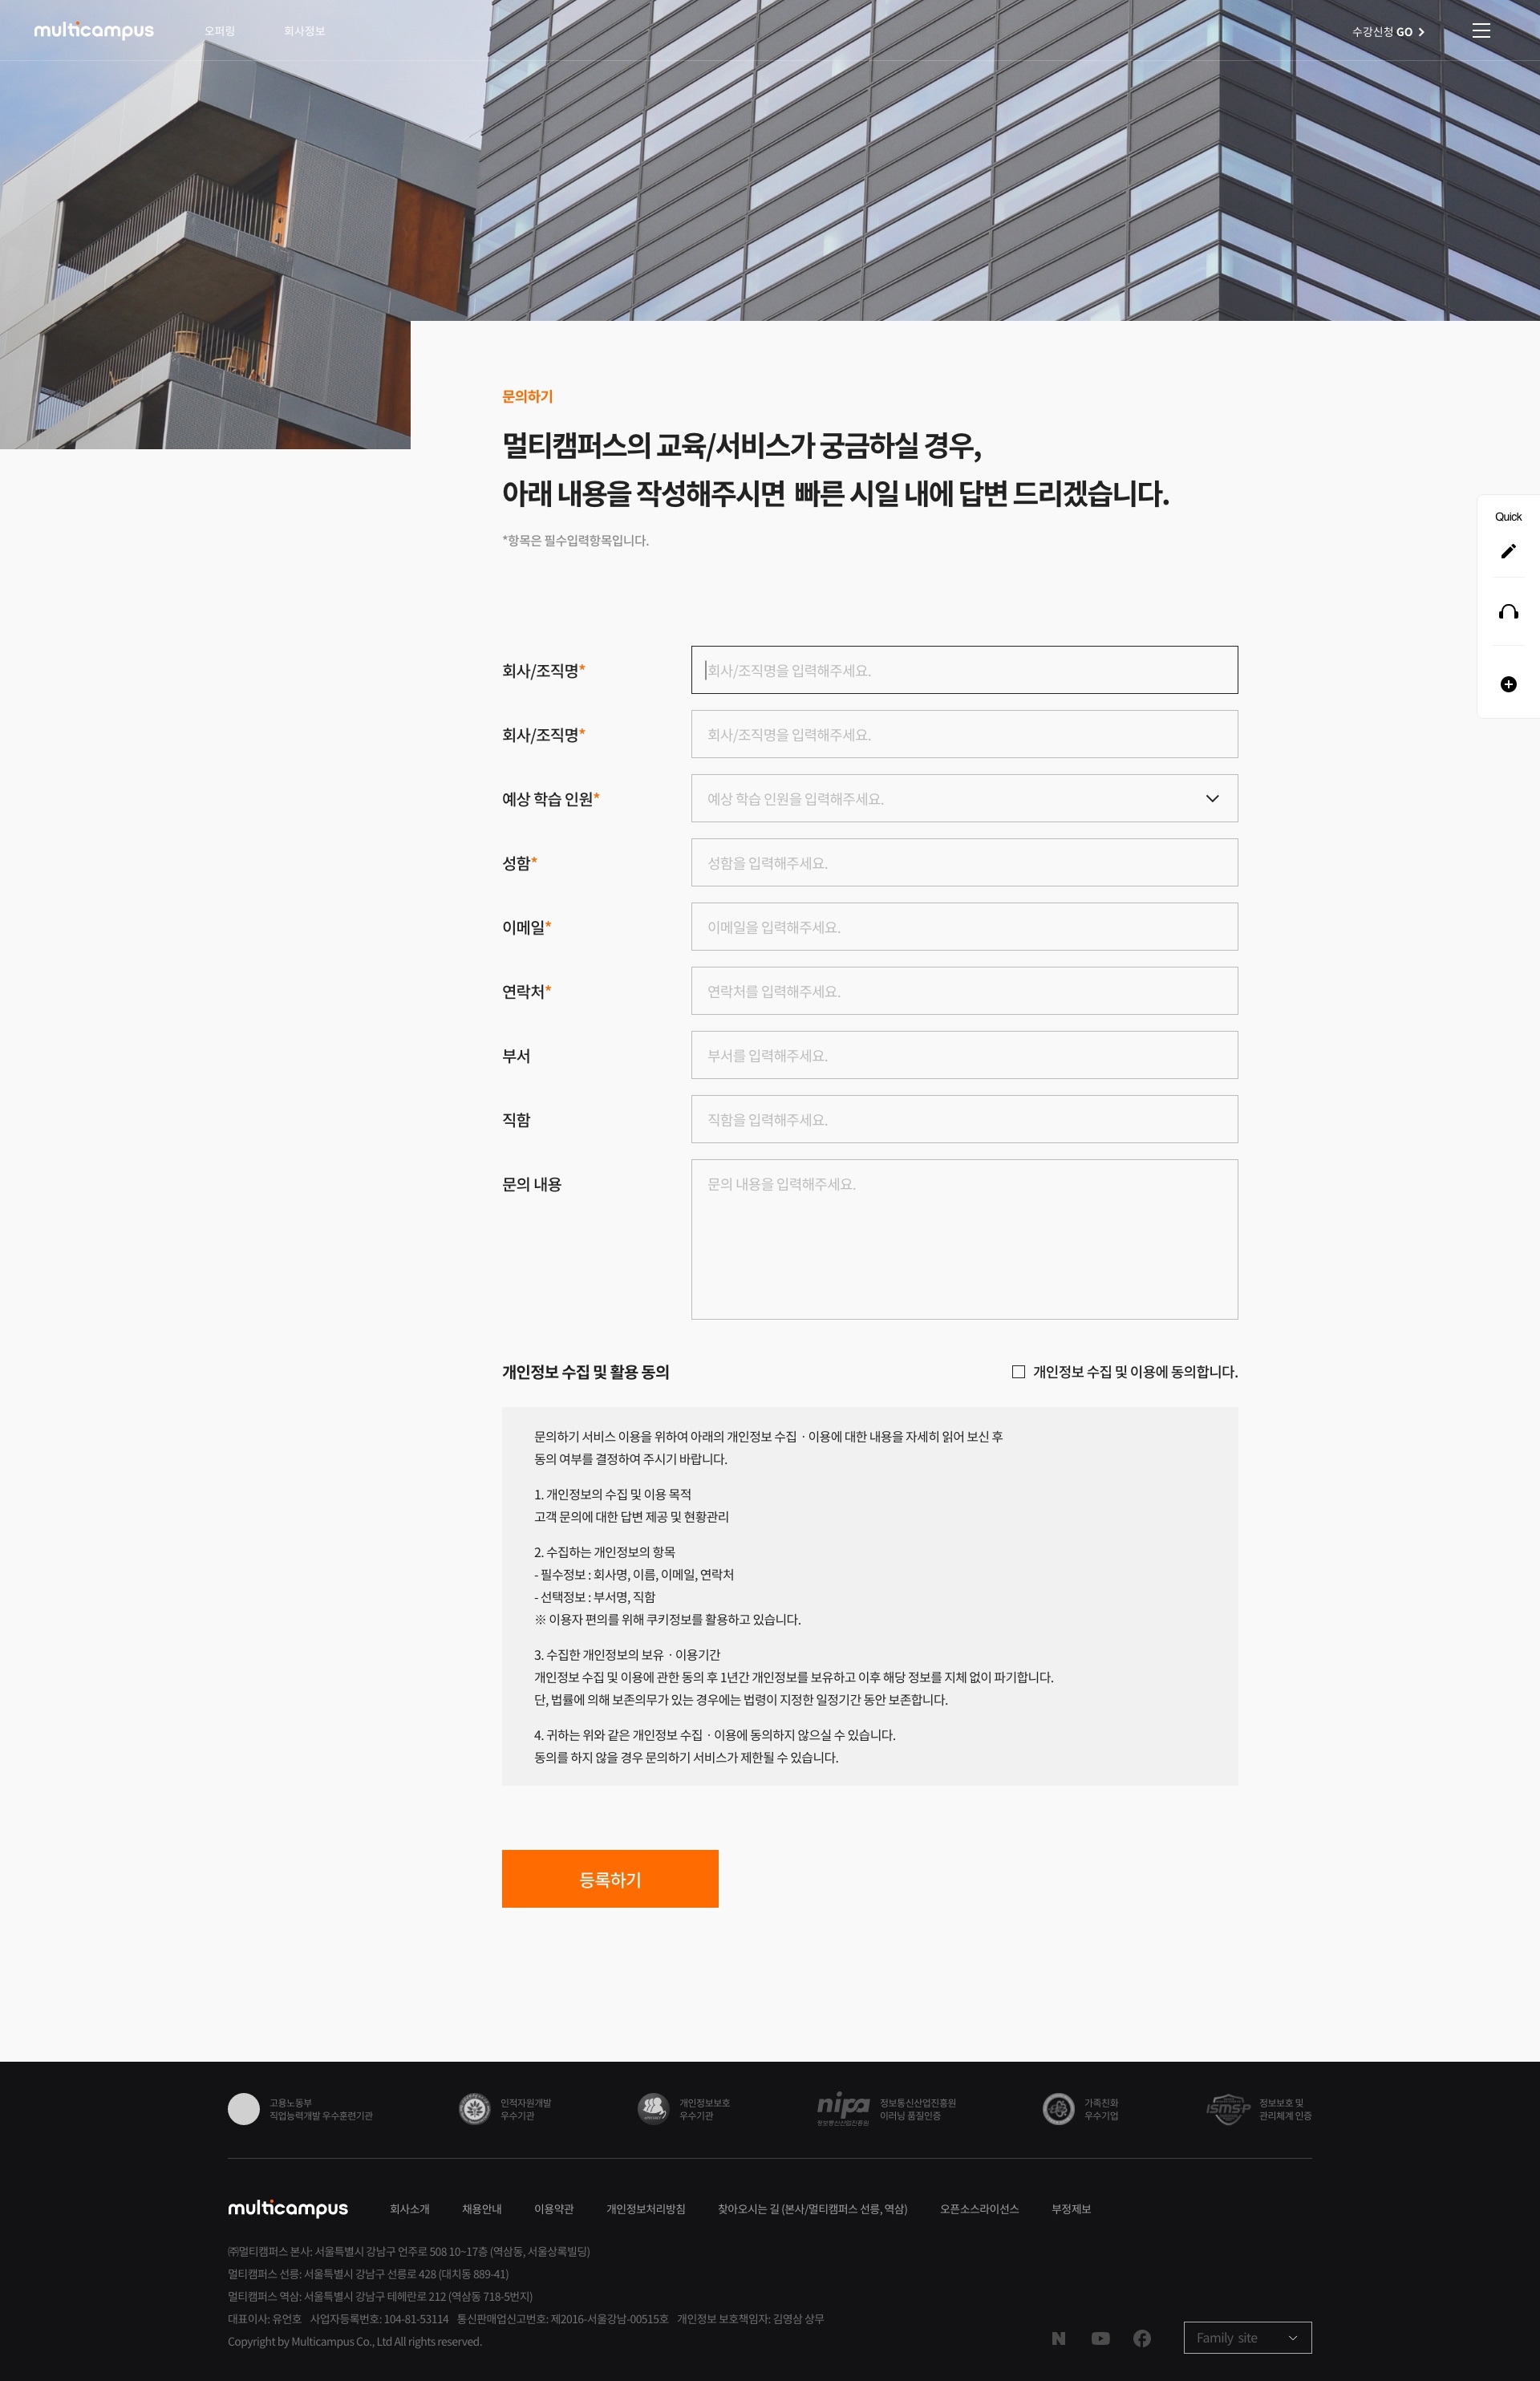 multicampus
오퍼링
회사정보
수강신청 GO
문의하기
멀티캠퍼스의 교육/서비스가 궁금하실 경우,
아래 내용을 작성해주시면 빠른 시일 내에 답변 드리겠습니다.
*항목은 필수입력항목입니다.
Quick
회사/조직명*
회사/조직명을 입력해주세요.
회사/조직명*
회사/조직명을 입력해주세요.
예상 학습 인원*
예상 학습 인원을 입력해주세요.
성함*
성함을 입력해주세요.
이메일*
이메일을 입력해주세요.
연락처*
연락처를 입력해주세요.
부서
부서를 입력해주세요.
직함
직함을 입력해주세요.
문의 내용
문의 내용을 입력해주세요.
개인정보 수집 및 활용 동의
개인정보 수집 및 이용에 동의합니다.
문의하기 서비스 이용을 위하여 아래의 개인정보 수집ㆍ이용에 대한 내용을 자세히 읽어 보신 후
동의 여부를 결정하여 주시기 바랍니다.
1. 개인정보의 수집 및 이용 목적
고객 문의에 대한 답변 제공 및 현황관리
2. 수집하는 개인정보의 항목
- 필수정보 : 회사명, 이름, 이메일, 연락처
- 선택정보 : 부서명, 직함
※ 이용자 편의를 위해 쿠키정보를 활용하고 있습니다.
3. 수집한 개인정보의 보유ㆍ이용기간
개인정보 수집 및 이용에 관한 동의 후 1년간 개인정보를 보유하고 이후 해당 정보를 지체 없이 파기합니다.
단, 법률에 의해 보존의무가 있는 경우에는 법령이 지정한 일정기간 동안 보존합니다.
4. 귀하는 위와 같은 개인정보 수집ㆍ이용에 동의하지 않으실 수 있습니다.
동의를 하지 않을 경우 문의하기 서비스가 제한될 수 있습니다.
등록하기
고용노동부
직업능력개발 우수훈련기관
인적자원개발
우수기관
개인정보보호
우수기관
nipa
정보통신산업진흥원
정보통신산업진흥원
이러닝 품질인증
가족친화
우수기업
ISMS-P
정보보호 및
관리체계 인증
multicampus
회사소개
채용안내
이용약관
개인정보처리방침
찾아오시는 길 (본사/멀티캠퍼스 선릉, 역삼)
오픈소스라이선스
부정제보
㈜멀티캠퍼스 본사: 서울특별시 강남구 언주로 508 10~17층 (역삼동, 서울상록빌딩)
멀티캠퍼스 선릉: 서울특별시 강남구 선릉로 428 (대치동 889-41)
멀티캠퍼스 역삼: 서울특별시 강남구 테헤란로 212 (역삼동 718-5번지)
대표이사: 유언호 사업자등록번호: 104-81-53114 통신판매업신고번호: 제2016-서울강남-00515호 개인정보 보호책임자: 김영삼 상무
Copyright by Multicampus Co., Ltd All rights reserved.
Family site